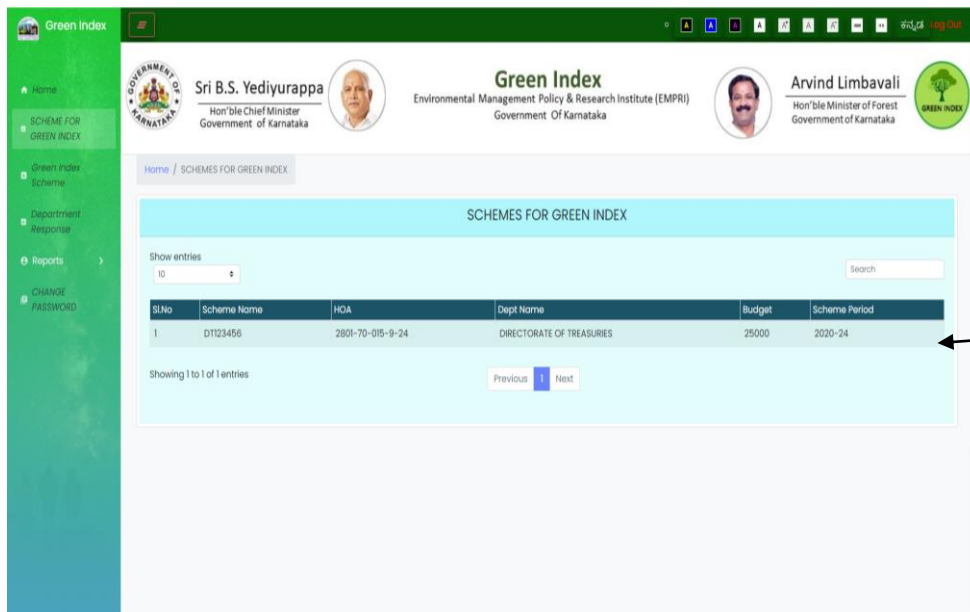 Green Index
A A A A A+ A A- ಕನ್ನಡ Log Out
Home
SCHEME FOR
GREEN INDEX
Green Index
Scheme
Department
Response
Reports >
CHANGE
PASSWORD
GOVERNMENT OF KARNATAKA
Sri B.S. Yediyurappa
Hon'ble Chief Minister
Government of Karnataka
Green Index
Environmental Management Policy & Research Institute (EMPRI)
Government Of Karnataka
Arvind Limbavali
Hon'ble Minister of Forest
Government of Karnataka
GREEN INDEX
Home / SCHEMES FOR GREEN INDEX
SCHEMES FOR GREEN INDEX
Show entries
10
Search
Sl.No Scheme Name HOA Dept Name Budget Scheme Period
1 DT123456 2801-70-015-9-24 DIRECTORATE OF TREASURIES 25000 2020-24
Showing 1 to 1 of 1 entries
Previous 1 Next